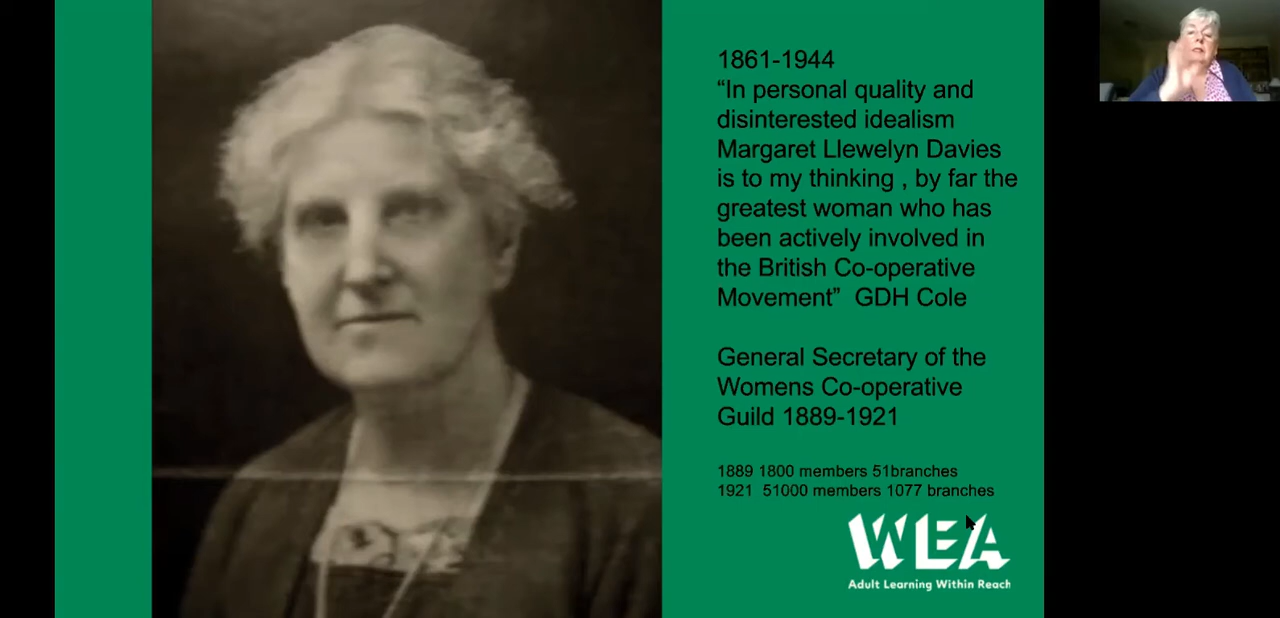 1861-1944
“In personal quality and
disinterested idealism
Margaret Llewelyn Davies
is to my thinking , by far the
greatest woman who has
been actively involved in
the British Co-operative
Movement”  GDH Cole
General Secretary of the
Womens Co-operative
Guild 1889-1921
1889 1800 members 51branches
1921  51000 members 1077 branches
WEA
Adult Learning Within Reach